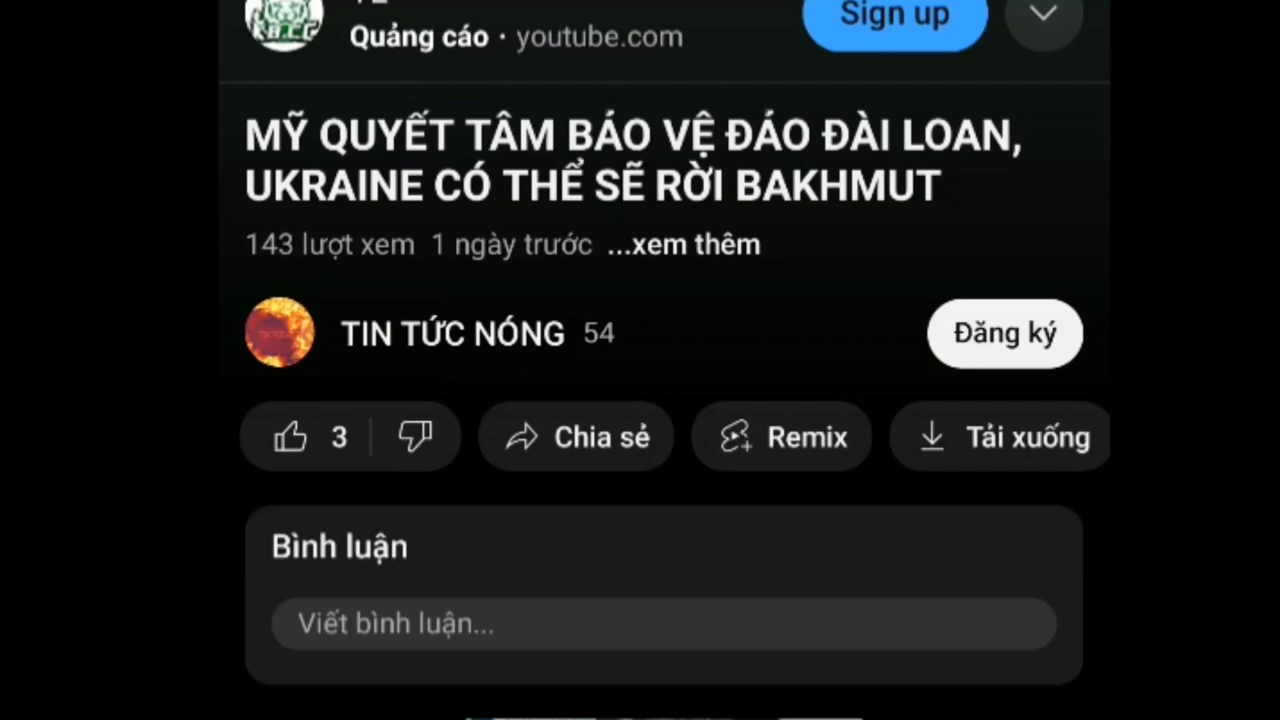 Sign up
Quảng cáo · youtube.com
MỸ QUYẾT TÂM BẢO VỆ ĐẢO ĐÀI LOAN,
UKRAINE CÓ THỂ SẼ RỜI BAKHMUT
143 lượt xem 1 ngày trước ...xem thêm
TIN TỨC NÓNG 54
Đăng ký
3 Chia sẻ Remix Tải xuống
Bình luận
Viết bình luận...